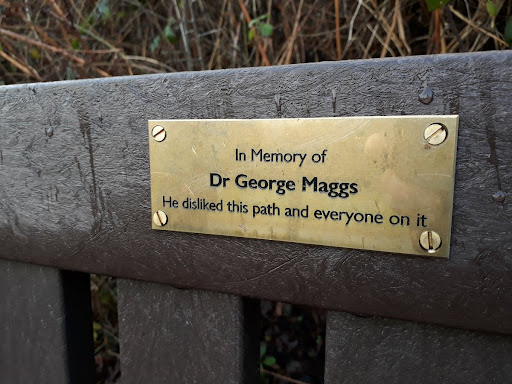 In Memory of
Dr George Maggs
He disliked this path and everyone on it